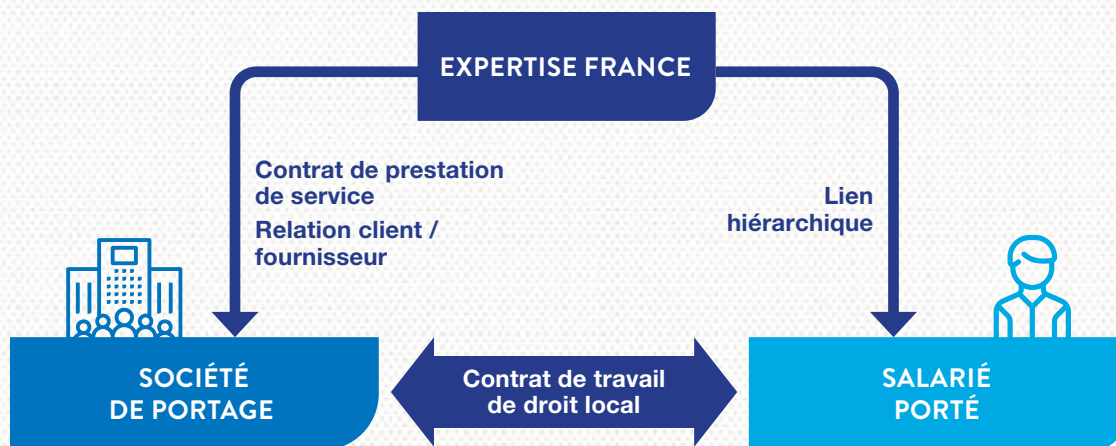 EXPERTISE FRANCE
Contrat de prestation
de service
Relation client /
fournisseur
Lien
hiérarchique
SOCIÉTÉ
DE PORTAGE
Contrat de travail
de droit local
SALARIÉ
PORTÉ